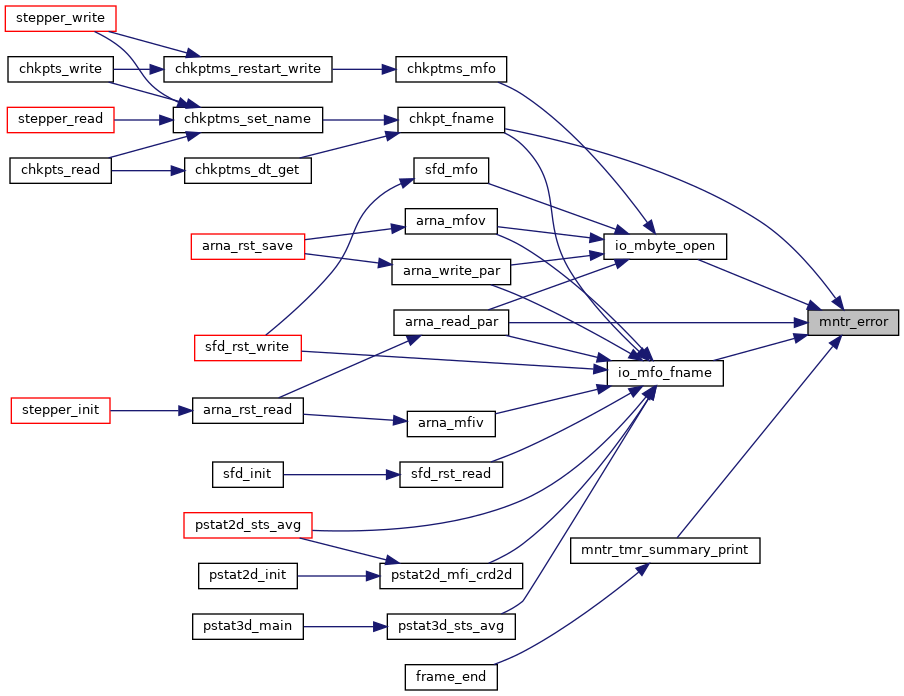 stepper_write
chkpts_write
chkptms_restart_write
chkptms_mfo
stepper_read
chkptms_set_name
chkpt_fname
chkpts_read
chkptms_dt_get
sfd_mfo
arna_mfov
arna_rst_save
io_mbyte_open
arna_write_par
arna_read_par
mntr_error
sfd_rst_write
io_mfo_fname
stepper_init
arna_rst_read
arna_mfiv
sfd_init
sfd_rst_read
pstat2d_sts_avg
mntr_tmr_summary_print
pstat2d_init
pstat2d_mfi_crd2d
pstat3d_main
pstat3d_sts_avg
frame_end